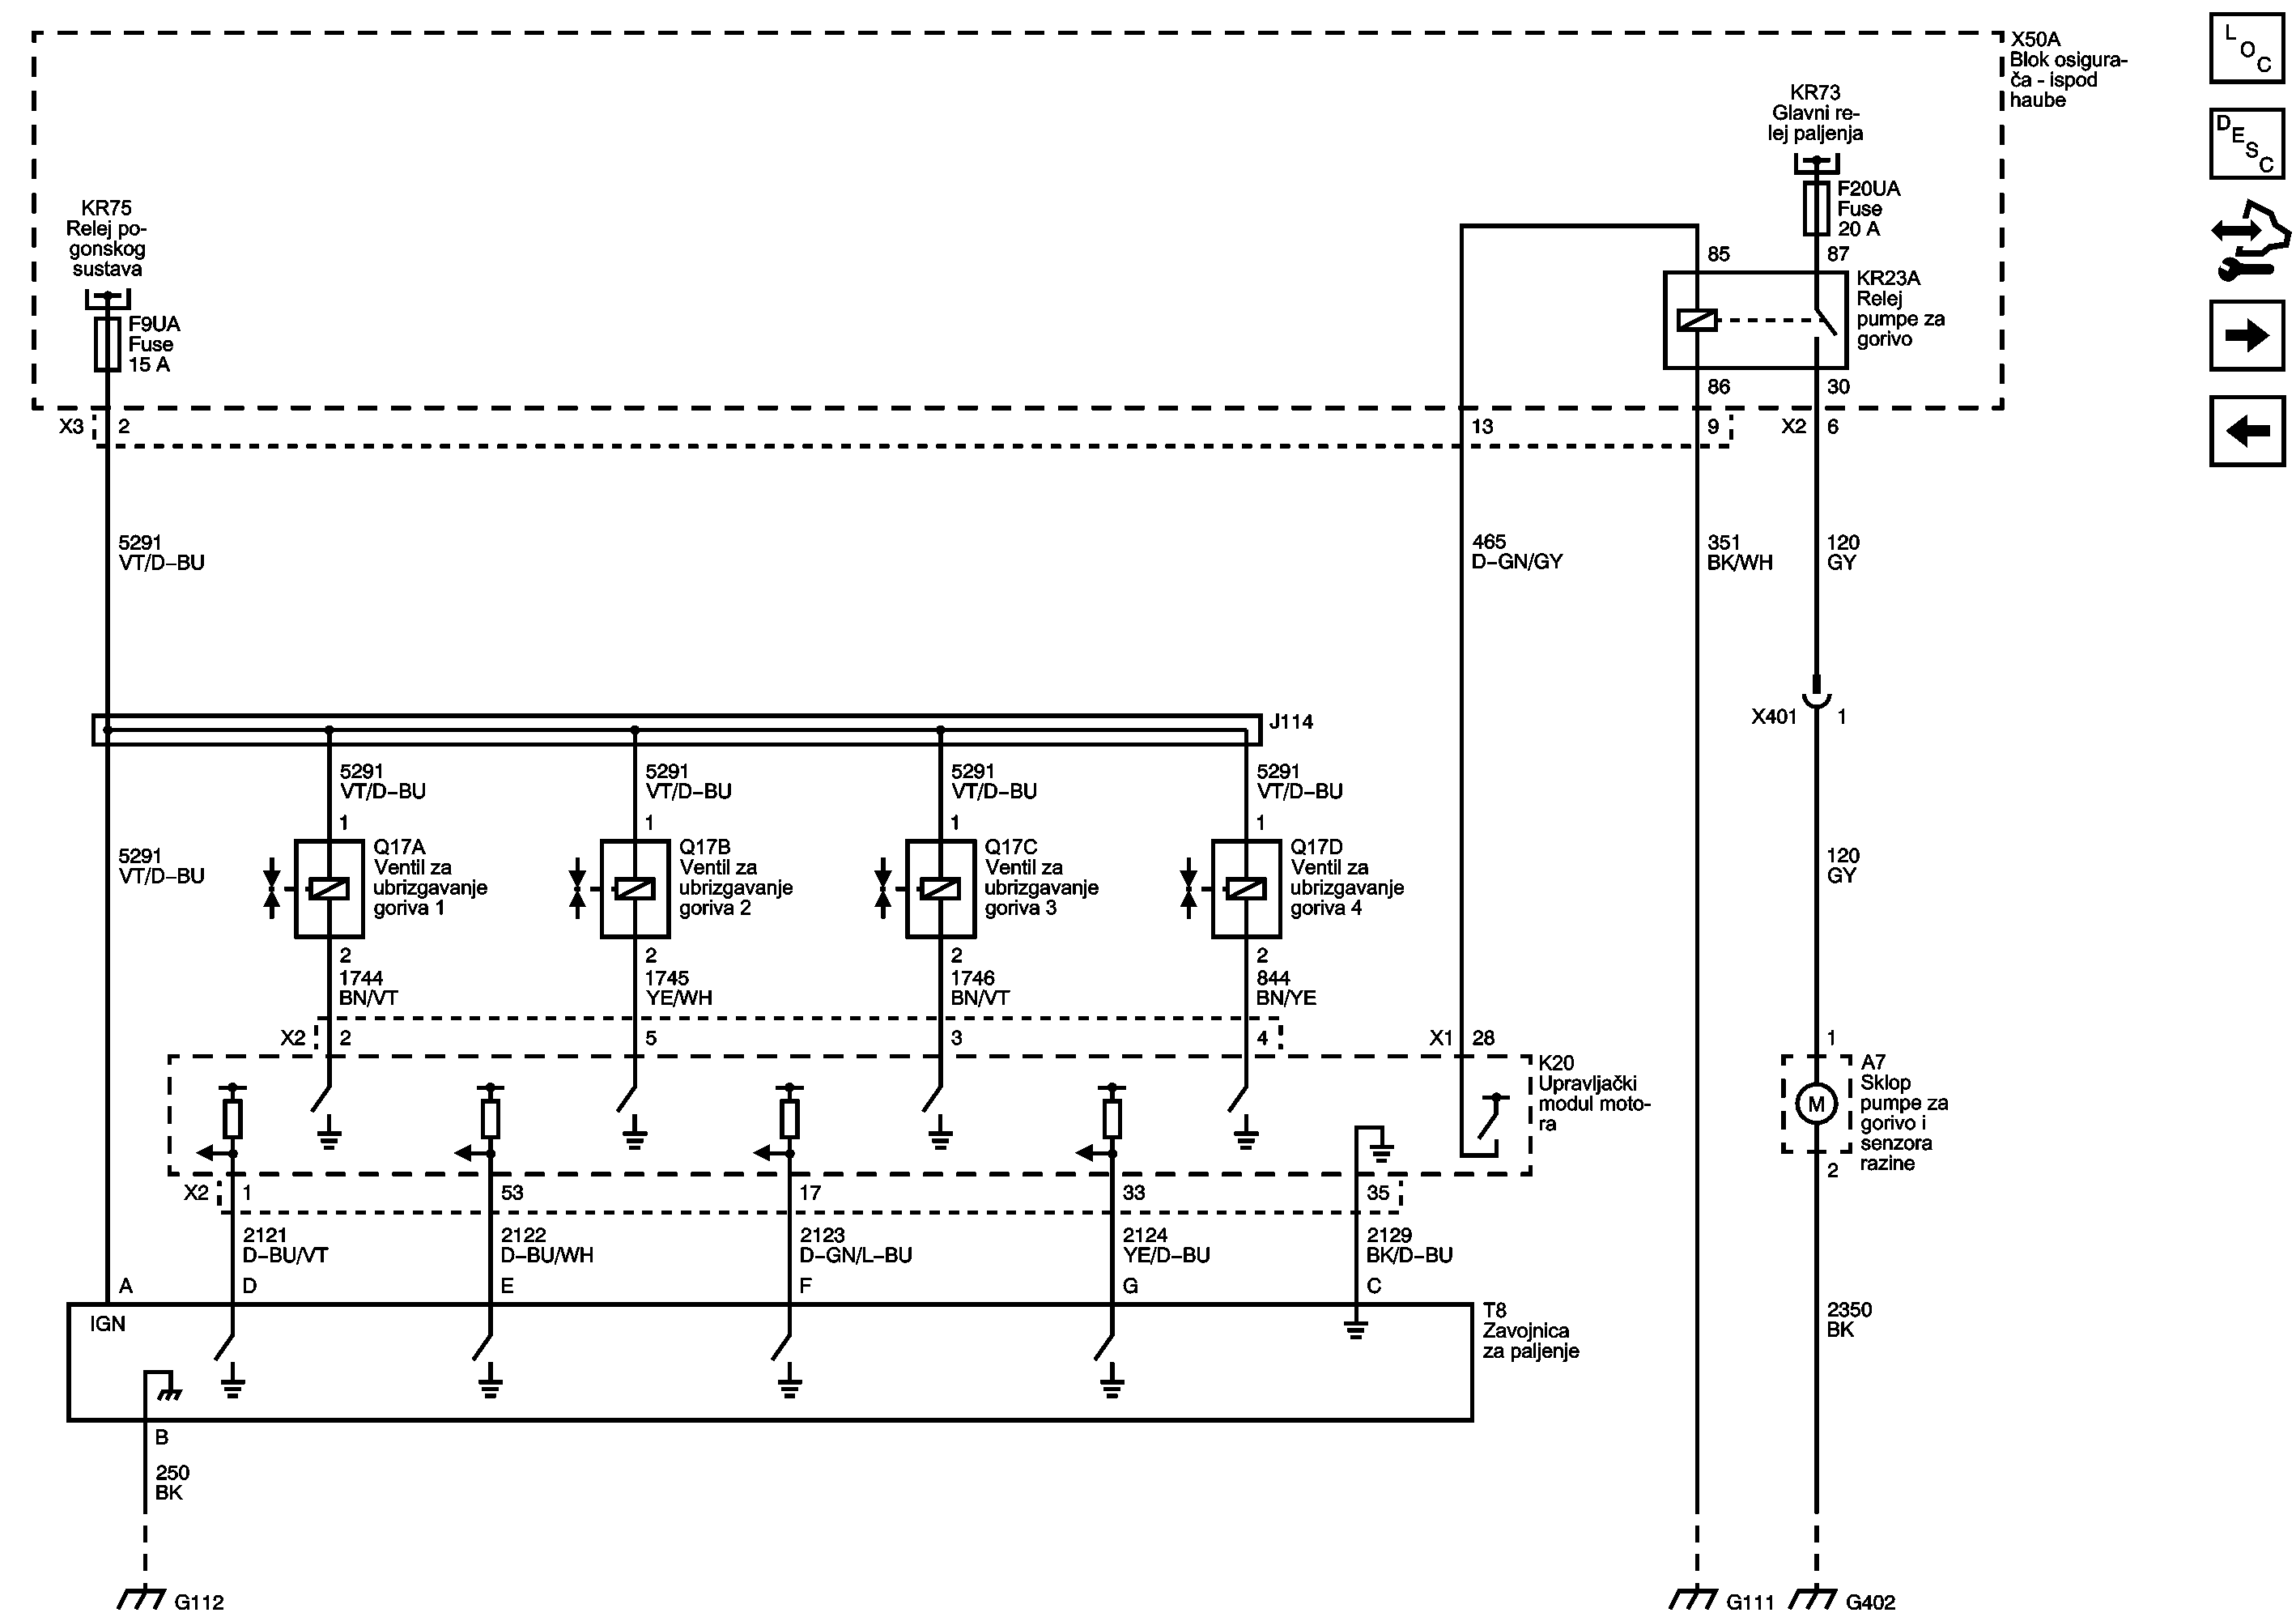 X50A
Blok osigura-
ča - ispod
haube
L
O
C
D
E
S
C
KR73
Glavni re-
lej paljenja
F20UA
Fuse
20 A
KR75
Relej po-
gonskog
sustava
F9UA
Fuse
15 A
85
87
KR23A
Relej
pumpe za
gorivo
86
30
X3
2
13
9
X2
6
5291
VT/D-BU
465
D-GN/GY
351
BK/WH
120
GY
J114
X401
1
5291
VT/D-BU
5291
VT/D-BU
5291
VT/D-BU
5291
VT/D-BU
1
1
1
1
5291
VT/D-BU
Q17A
Ventil za
ubrizgavanje
goriva 1
Q17B
Ventil za
ubrizgavanje
goriva 2
Q17C
Ventil za
ubrizgavanje
goriva 3
Q17D
Ventil za
ubrizgavanje
goriva 4
120
GY
2
1744
BN/VT
2
1745
YE/WH
2
1746
BN/VT
2
844
BN/YE
X2
2
5
3
4
X1
28
1
K20
Upravljački
modul moto-
ra
A7
Sklop
pumpe za
gorivo i
senzora
razine
M
2
X2
1
53
17
33
35
2121
D-BU/VT
2122
D-BU/WH
2123
D-GN/L-BU
2124
YE/D-BU
2129
BK/D-BU
A
D
E
F
G
C
IGN
T8
Zavojnica
za paljenje
2350
BK
B
250
BK
G112
G111
G402